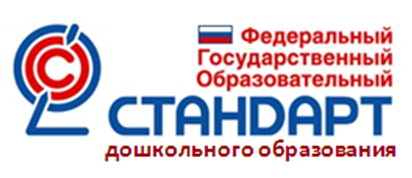 Федеральный
Государственный
Образовательный
СТАНДАРТ
дошкольного образования